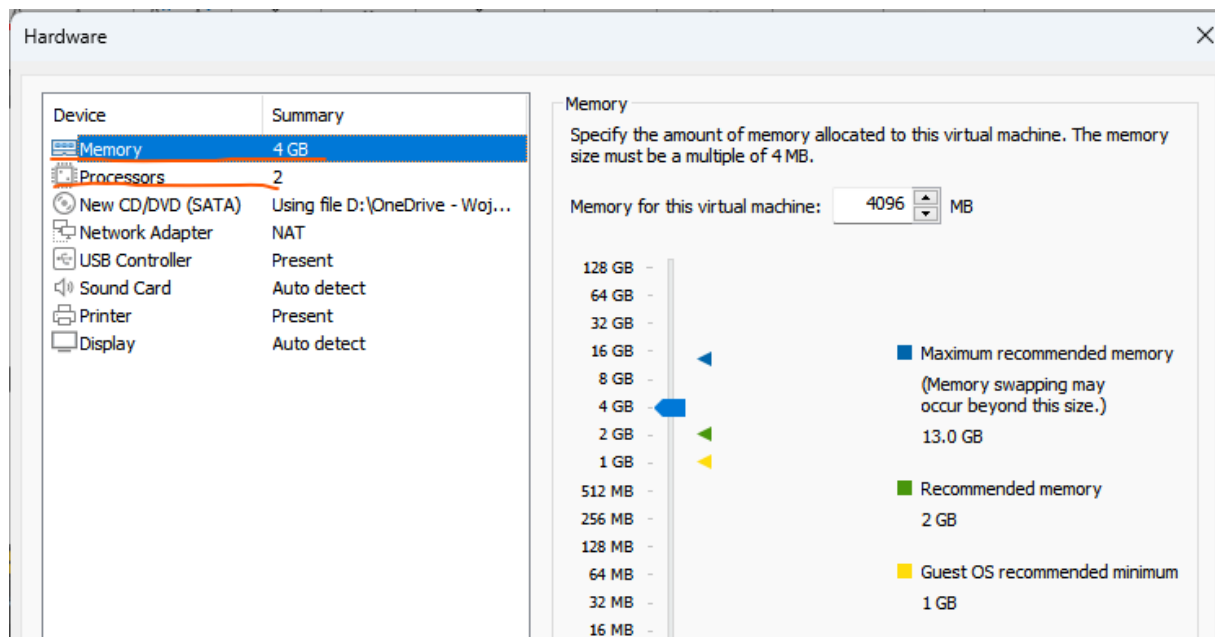 Hardware
Device Summary
Memory 4 GB
Processors 2
New CD/DVD (SATA) Using file D:\OneDrive - Woj...
Network Adapter NAT
USB Controller Present
Sound Card Auto detect
Printer Present
Display Auto detect
Memory
Specify the amount of memory allocated to this virtual machine. The memory
size must be a multiple of 4 MB.
Memory for this virtual machine: 4096 MB
128 GB
64 GB
32 GB
16 GB
8 GB
4 GB
2 GB
1 GB
512 MB
256 MB
128 MB
64 MB
32 MB
16 MB
Maximum recommended memory
(Memory swapping may
occur beyond this size.)
13.0 GB
Recommended memory
2 GB
Guest OS recommended minimum
1 GB